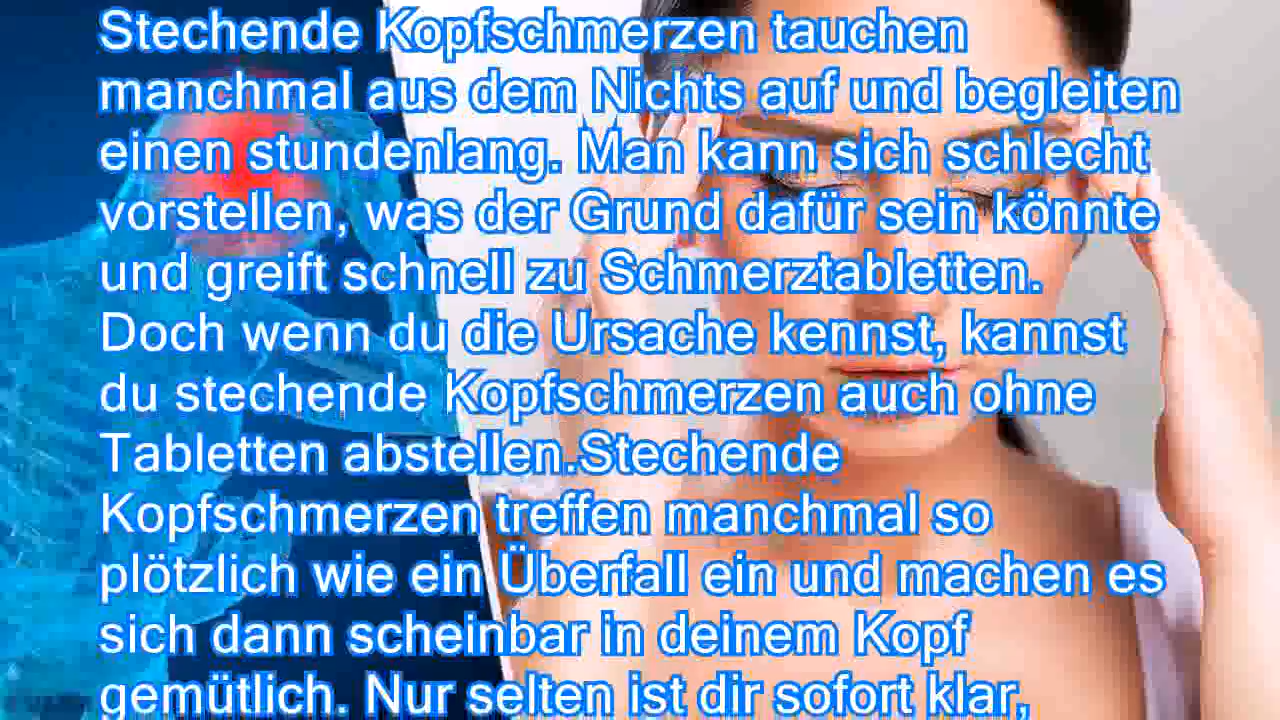 Stechende Kopfschmerzen tauchen
manchmal aus dem Nichts auf und begleiten
einen stundenlang. Man kann sich schlecht
vorstellen, was der Grund dafür sein könnte
und greift schnell zu Schmerztabletten.
Doch wenn du die Ursache kennst, kannst
du stechende Kopfschmerzen auch ohne
Tabletten abstellen.Stechende
Kopfschmerzen treffen manchmal so
plötzlich wie ein Überfall ein und machen es
sich dann scheinbar in deinem Kopf
gemütlich. Nur selten ist dir sofort klar,